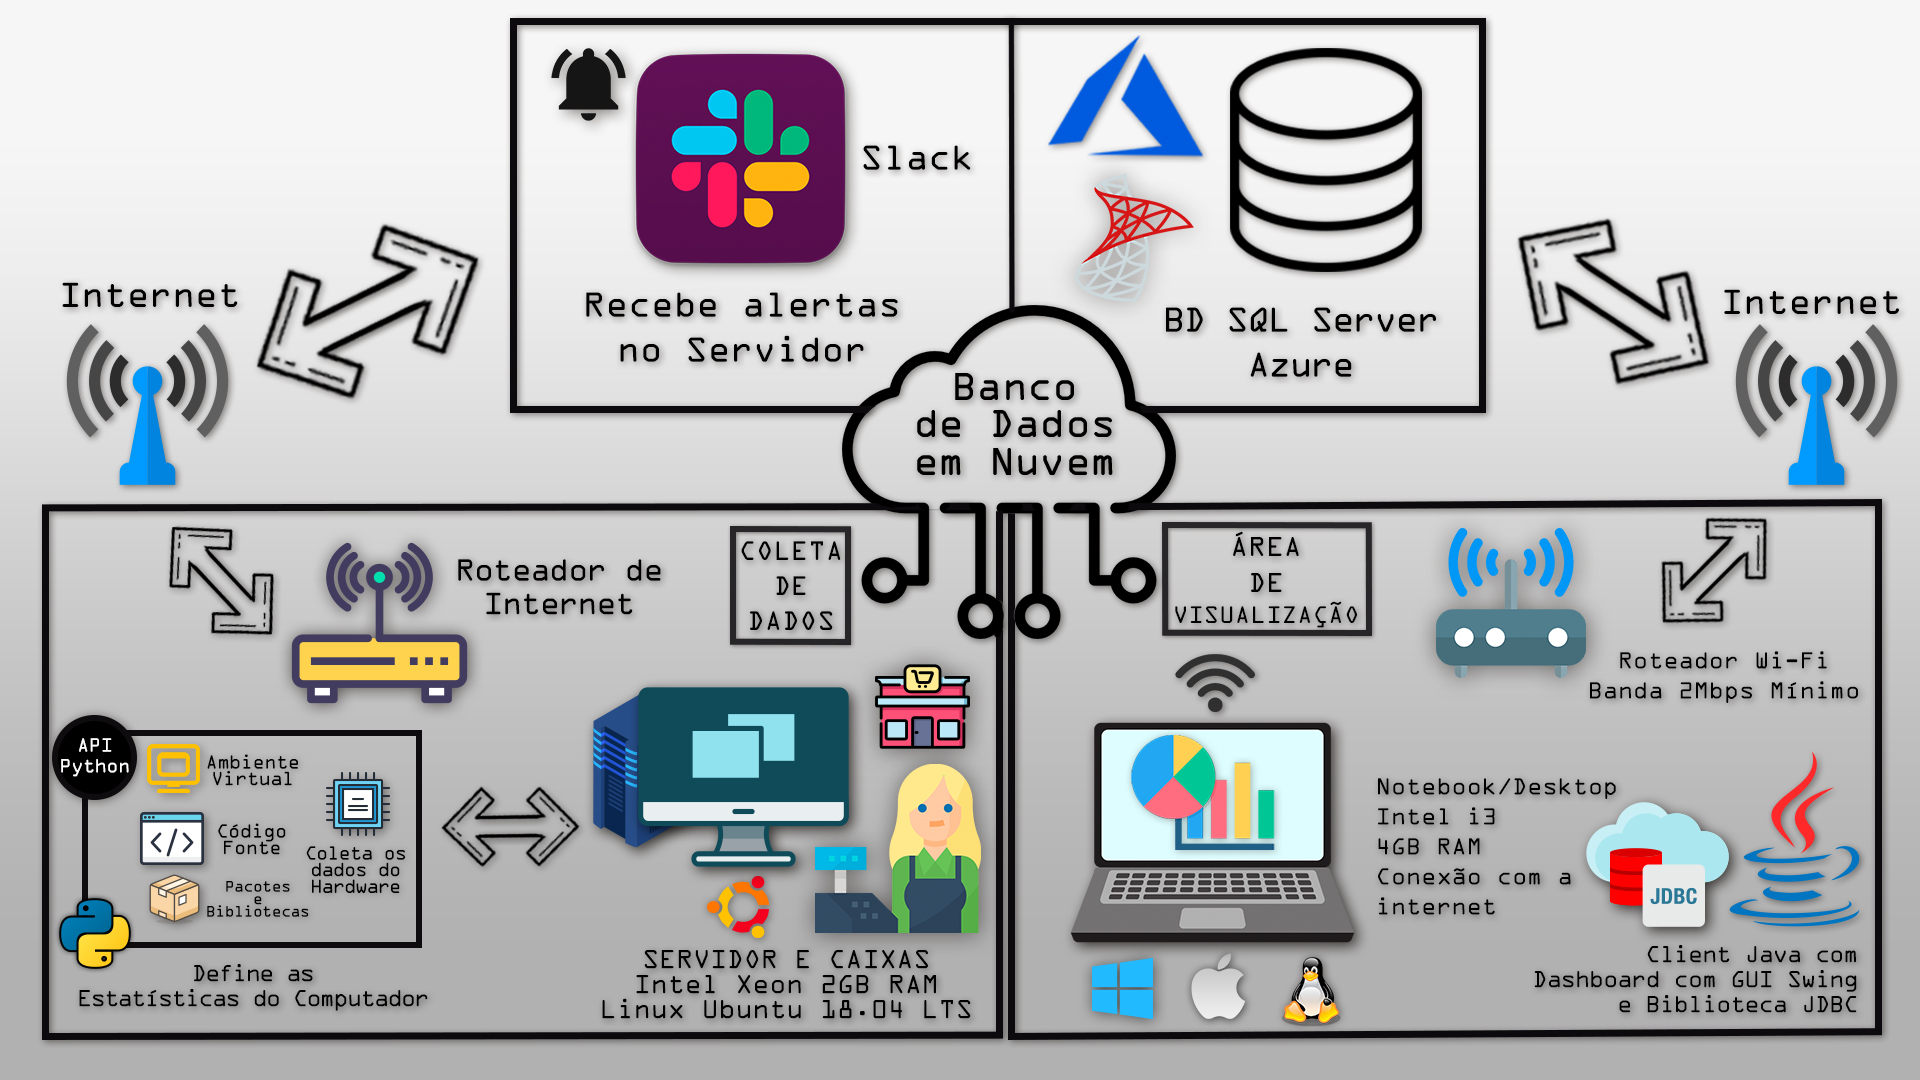 Slack
Recebe alertas
no Servidor
BD SQL Server
Azure
Internet
Internet
Banco
de Dados
em Nuvem
COLETA
DE
DADOS
Roteador de
Internet
API
Python
Ambiente
Virtual
Código
Fonte
Pacotes
e
Bibliotecas
Coleta os
dados do
Hardware
Define as
Estatísticas do Computador
SERVIDOR E CAIXAS
Intel Xeon 2GB RAM
Linux Ubuntu 18.04 LTS
ÁREA
DE
VISUALIZAÇÃO
Roteador Wi-Fi
Banda 2Mbps Mínimo
Notebook/Desktop
Intel i3
4GB RAM
Conexão com a
internet
JDBC
Client Java com
Dashboard com GUI Swing
e Biblioteca JDBC